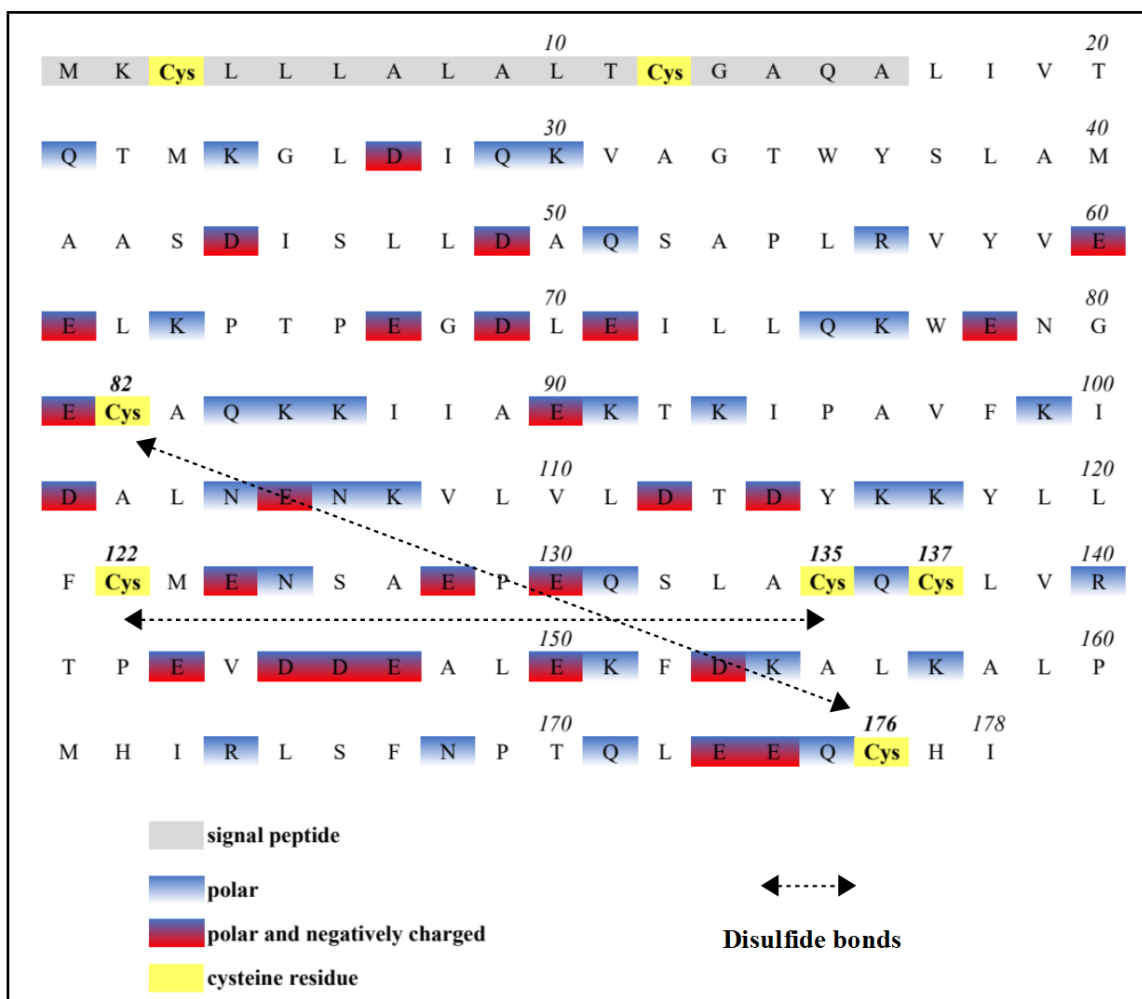 10 20
M K Cys L L L A L A L T Cys G A Q A L I V T
30 40
Q T M K G L D I Q K V A G T W Y S L A M
50 60
A A S D I S L L D A Q S A P L R V Y V E
70 80
E L K P T P E G D L E I L L Q K W E N G
82 90 100
E Cys A Q K K I I A E K T K I P A V F K I
110 120
D A L N E N K V L V L D T D Y K K Y L L
122 130 135 137 140
F Cys M E N S A E P E Q S L A Cys Q Cys L V R
150 160
T P E V D D E A L E K F D K A L K A L P
170 176 178
M H I R L S F N P T Q L E E Q Cys H I
signal peptide
polar
polar and negatively charged
Disulfide bonds
cysteine residue